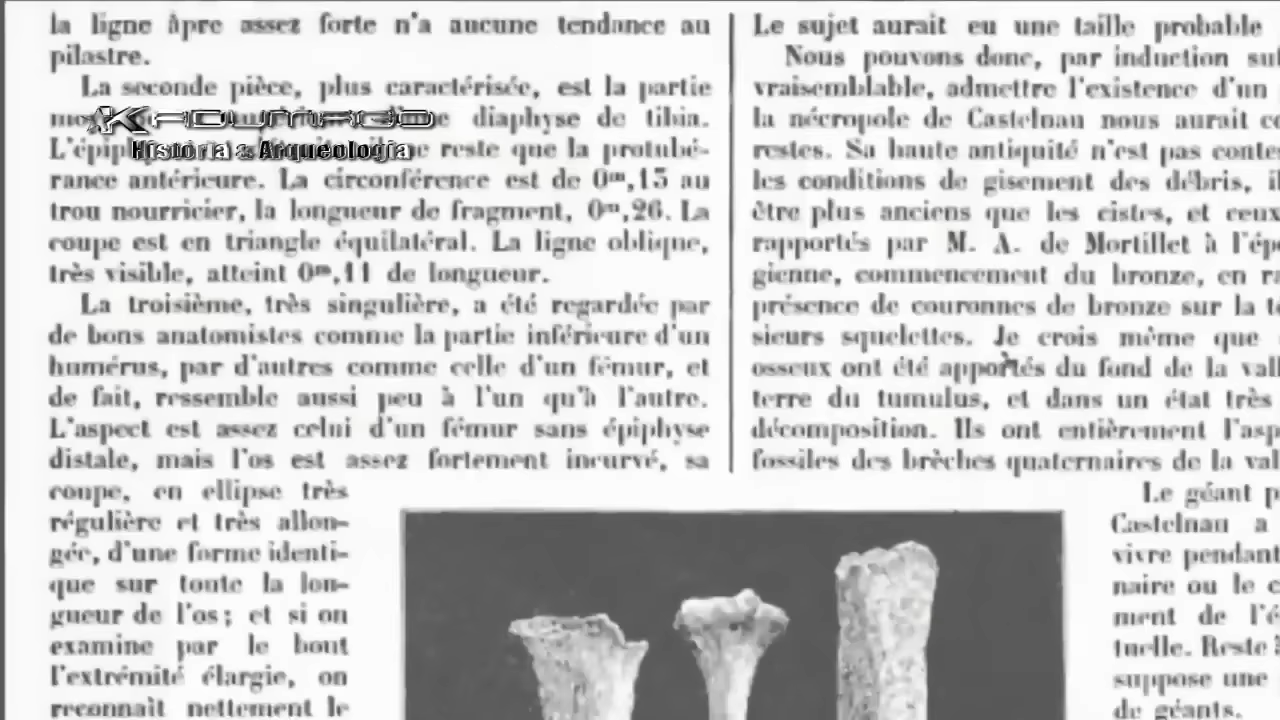 la ligne âpre assez forte n'a aucune tendance au
pilastre.
La seconde pièce, plus caractérisée, est la partie
diaphyse de tibia.
KADUMAGO
História & Arqueologia
L'épiph reste que la protubé-
rance antérieure. La circonférence est de 0m,15 au
trou nourricier, la longueur de fragment, 0m,26. La
coupe est en triangle équilatéral. La ligne oblique,
très visible, atteint 0m,11 de longueur.
La troisième, très singulière, a été regardée par
de bons anatomistes comme la partie inférieure d'un
humérus, par d'autres comme celle d'un fémur, et
de fait, ressemble aussi peu à l'un qu'à l'autre.
L'aspect est assez celui d'un fémur sans épiphyse
distale, mais l'os est assez fortement incurvé, sa
coupe, en ellipse très
régulière et très allon-
gée, d'une forme identi-
que sur toute la lon-
gueur de l'os; et si on
examine par le bout
l'extrémité élargie, on
reconnaît nettement le
Le sujet aurait eu une taille probable
Nous pouvons donc, par induction
vraisemblable, admettre l'existence d'un
la nécropole de Castelnau nous aurait
restes. Sa haute antiquité n'est pas conte
les conditions de gisement des débris, il
être plus anciens que les cistes, et ceux
rapportés par M. A. de Mortillet à l'épo
gienne, commencement du bronze, en ra
présence de couronnes de bronze sur la
sieurs squelettes. Je crois même que
osseux ont été apportés du fond de la vall
terre du tumulus, et dans un état très
décomposition. Ils ont entièrement l'asp
fossiles des brèches quaternaires de la val
Le géant p
Castelnau a
vivre pendant
naire ou le c
ment de l'é
tuelle. Reste à
suppose une
de géants.